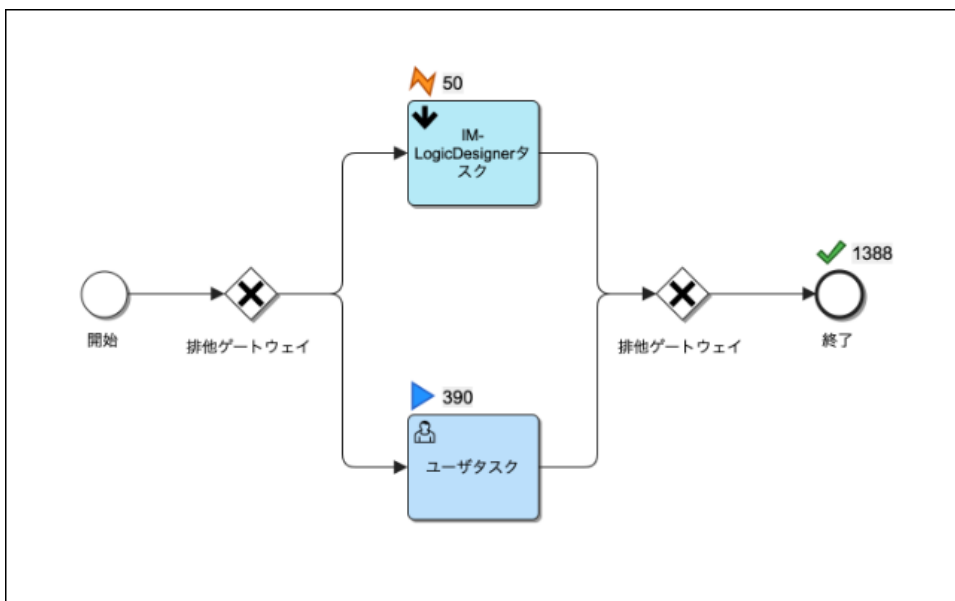 50
IM-
LogicDesignerタ
スク
1388
開始
排他ゲートウェイ
排他ゲートウェイ
終了
390
ユーザタスク